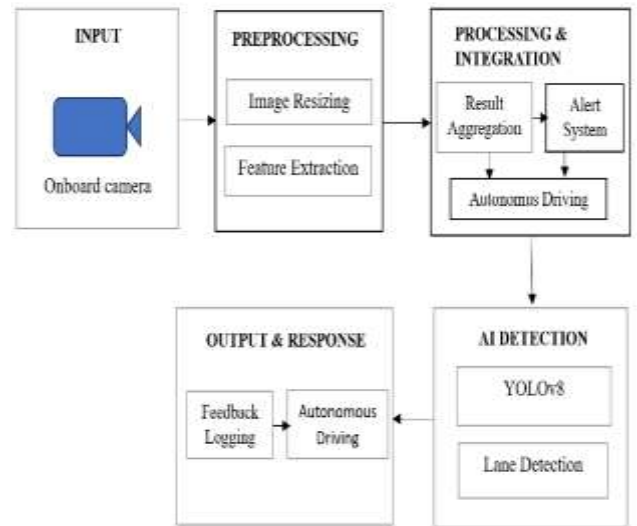 INPUT
Onboard camera
PREPROCESSING
Image Resizing
Feature Extraction
PROCESSING &
INTEGRATION
Result
Aggregation
Alert
System
Autonomus Driving
AI DETECTION
YOLOv8
Lane Detection
OUTPUT & RESPONSE
Feedback
Logging
Autonomous
Driving